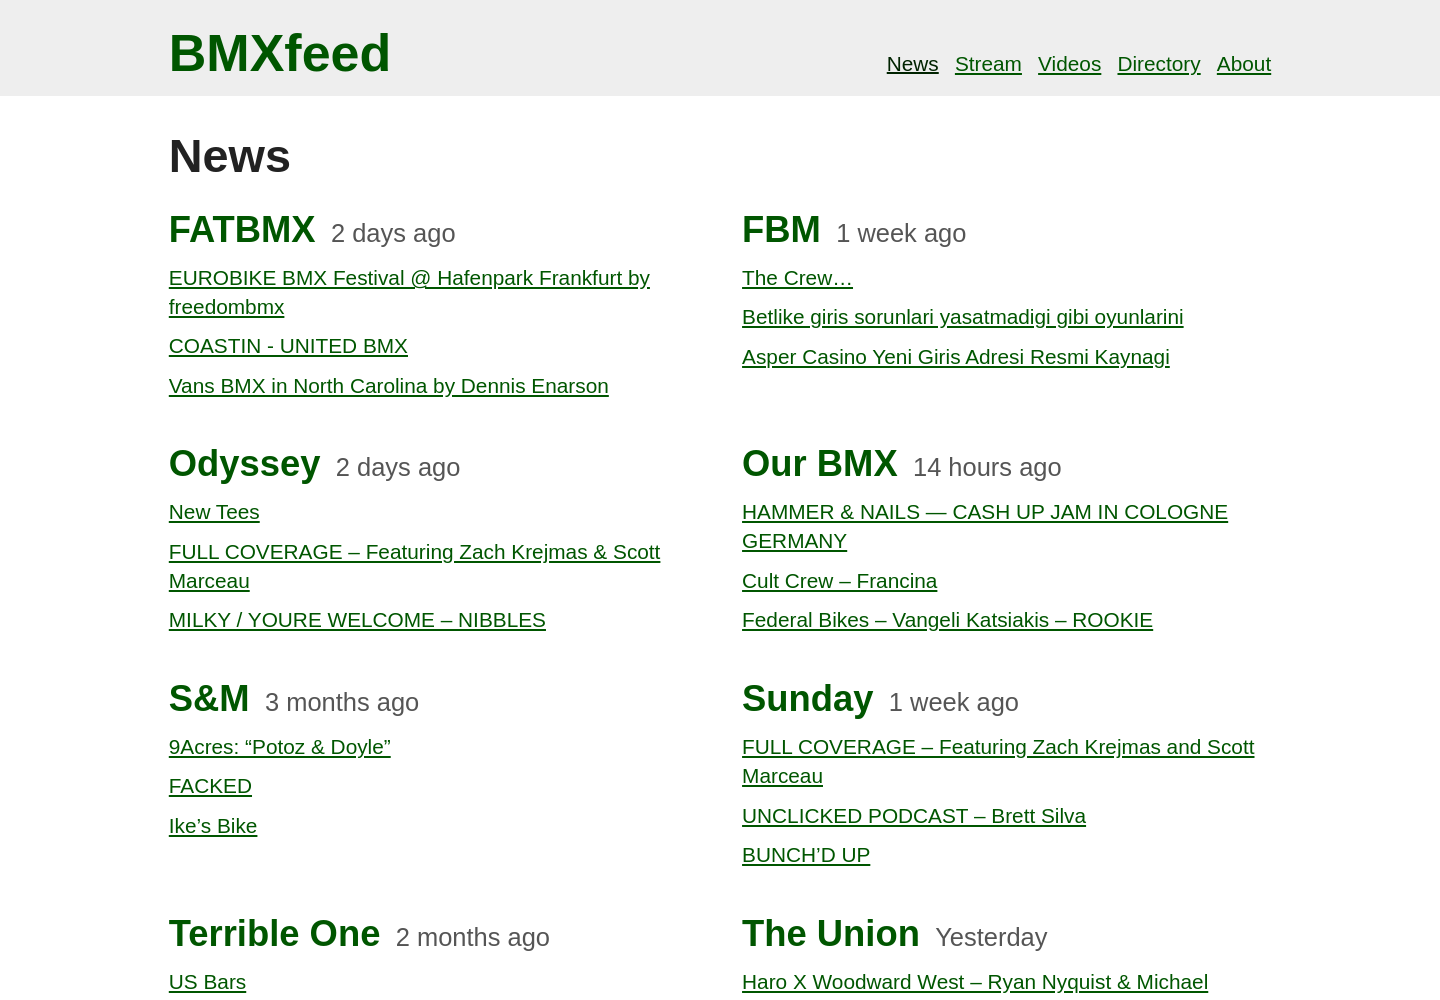 BMXfeed
News Stream Videos Directory About
News
FATBMX 2 days ago
EUROBIKE BMX Festival @ Hafenpark Frankfurt by
freedombmx
COASTIN - UNITED BMX
Vans BMX in North Carolina by Dennis Enarson
FBM 1 week ago
The Crew…
Betlike giris sorunlari yasatmadigi gibi oyunlarini
Asper Casino Yeni Giris Adresi Resmi Kaynagi
Odyssey 2 days ago
New Tees
FULL COVERAGE – Featuring Zach Krejmas & Scott
Marceau
MILKY / YOURE WELCOME – NIBBLES
Our BMX 14 hours ago
HAMMER & NAILS — CASH UP JAM IN COLOGNE
GERMANY
Cult Crew – Francina
Federal Bikes – Vangeli Katsiakis – ROOKIE
S&M 3 months ago
9Acres: “Potoz & Doyle”
FACKED
Ike’s Bike
Sunday 1 week ago
FULL COVERAGE – Featuring Zach Krejmas and Scott
Marceau
UNCLICKED PODCAST – Brett Silva
BUNCH’D UP
Terrible One 2 months ago
US Bars
The Union Yesterday
Haro X Woodward West – Ryan Nyquist & Michael